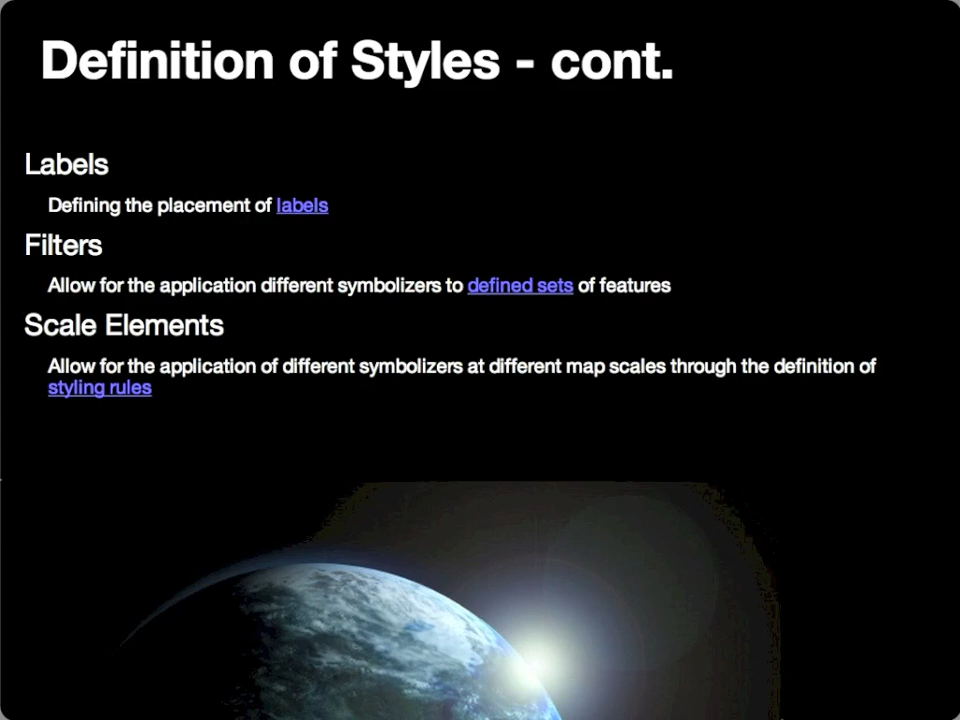 Definition of Styles - cont.
Labels
Defining the placement of labels
Filters
Allow for the application different symbolizers to defined sets of features
Scale Elements
Allow for the application of different symbolizers at different map scales through the definition of
styling rules